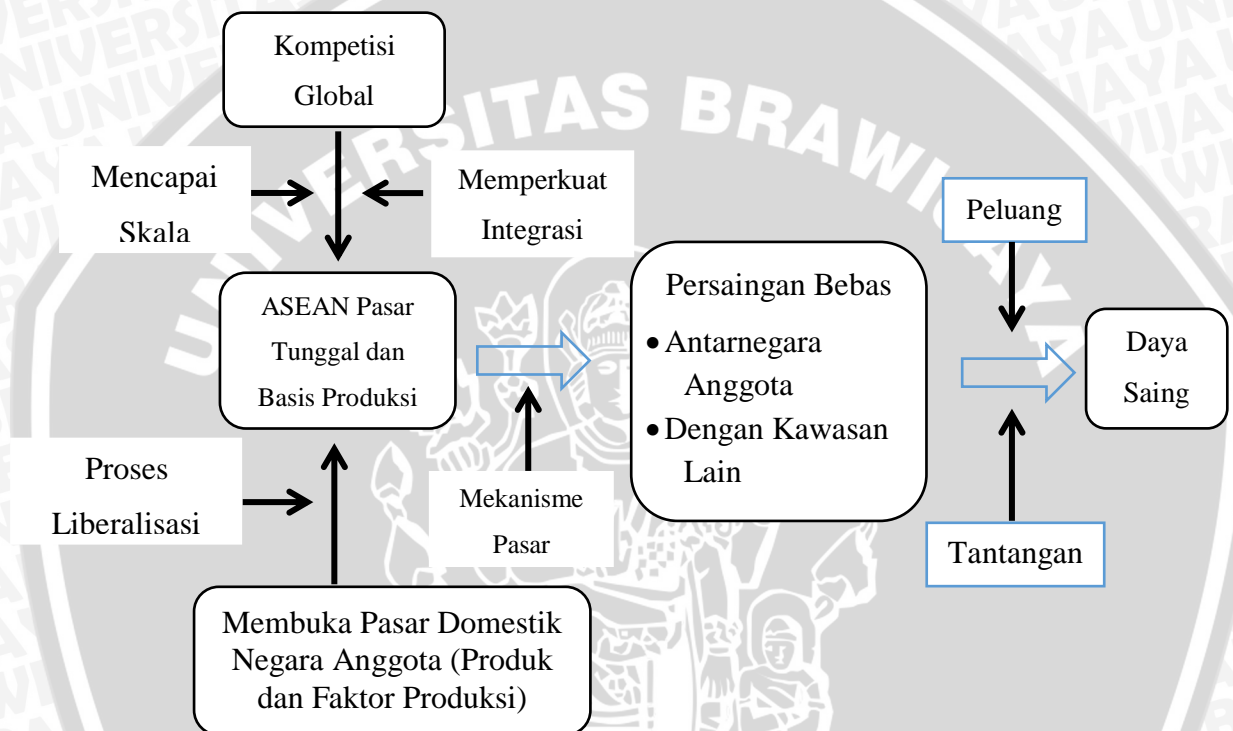 Kompetisi
Global
Mencapai
Skala
Memperkuat
Integrasi
Peluang
ASEAN Pasar
Tunggal dan
Basis Produksi
Persaingan Bebas
• Antarnegara
Anggota
• Dengan Kawasan
Lain
Daya
Saing
Proses
Liberalisasi
Mekanisme
Pasar
Tantangan
Membuka Pasar Domestik
Negara Anggota (Produk
dan Faktor Produksi)
UNIVERSITAS BRAWIJAYA